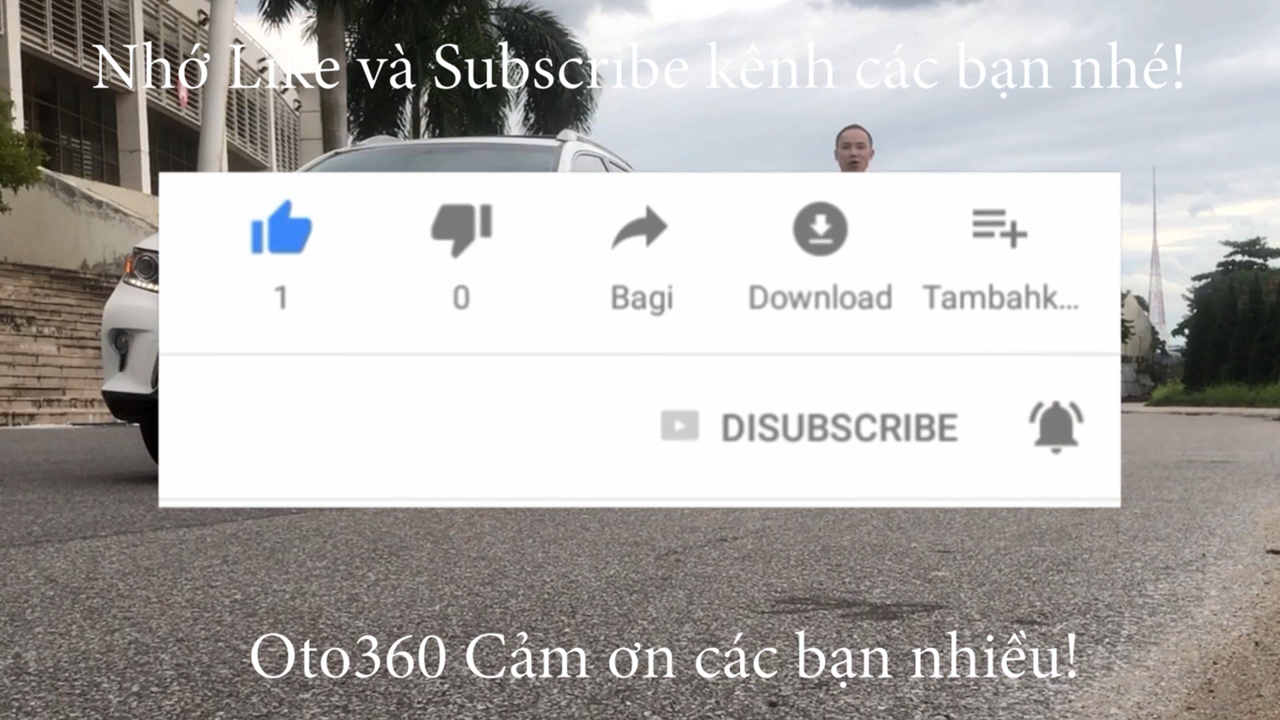 Nhớ Like và Subscribe kênh các bạn nhé!
1 0 Bagi Download Tambahk...
DISUBSCRIBE
Oto360 Cảm ơn các bạn nhiều!